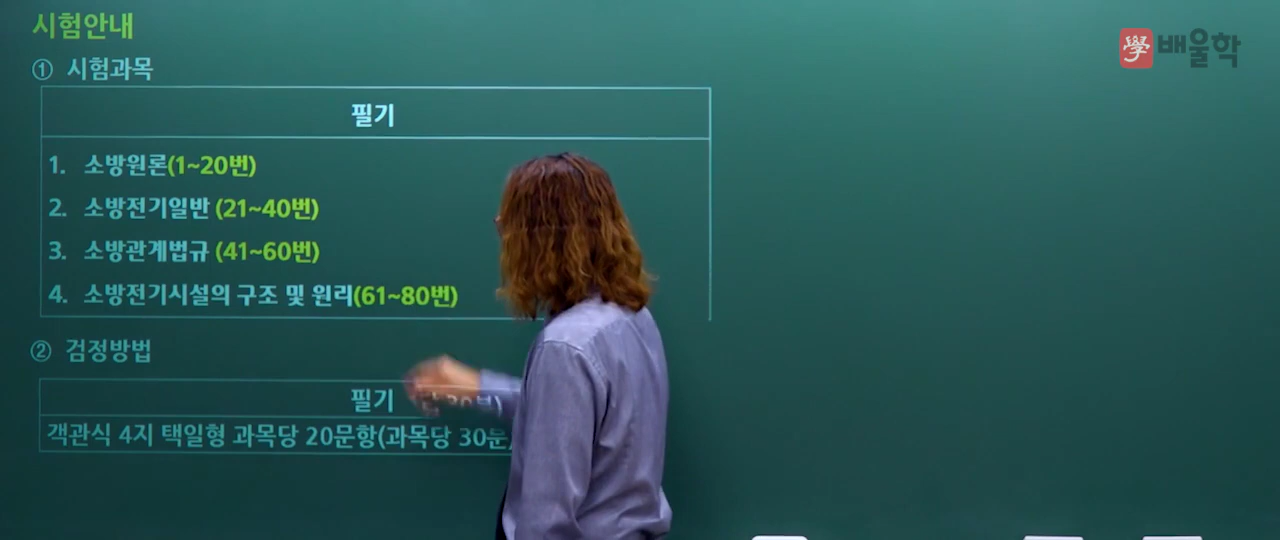 시험안내
學 배울학
① 시험과목
필기
1. 소방원론(1~20번)
2. 소방전기일반 (21~40번)
3. 소방관계법규 (41~60번)
4. 소방전기시설의 구조 및 원리(61~80번)
② 검정방법
필기
객관식 4지 택일형 과목당 20문항(과목당 30문